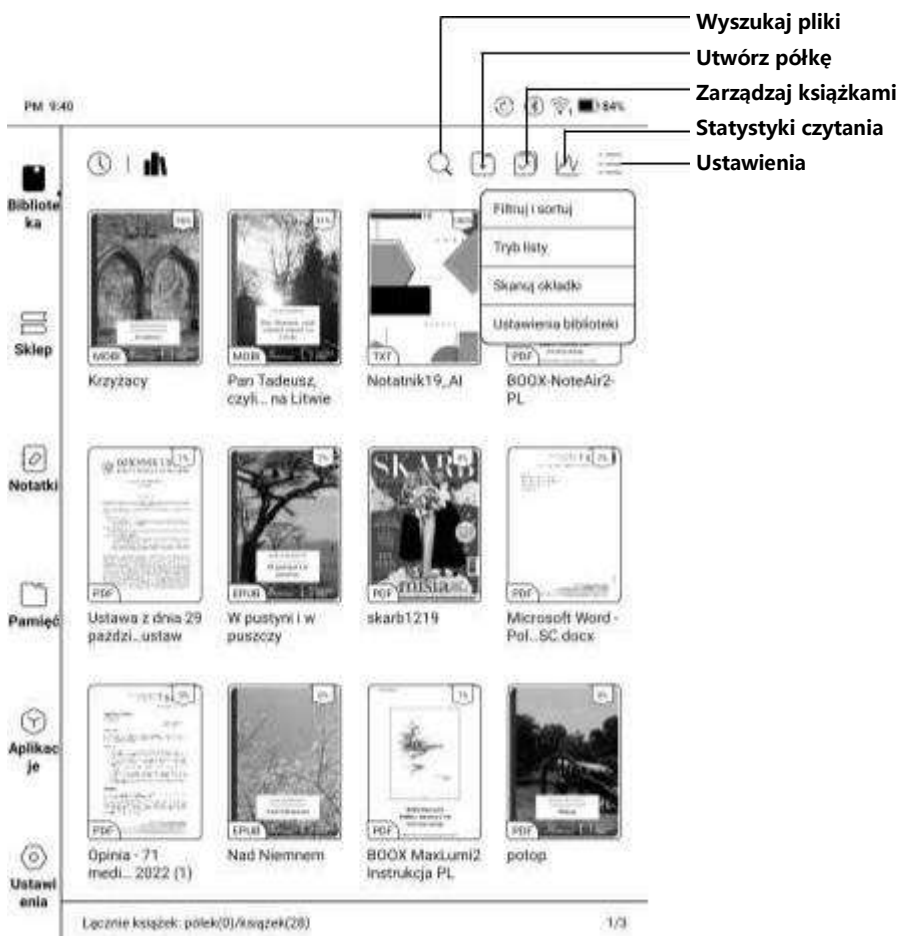 Wyszukaj pliki
Utwórz półkę
Zarządzaj książkami
Statystyki czytania
Ustawienia
PM 9:40
84%
Bibliote
ka
Sklep
Notatki
Pamięć
Aplikac
je
Ustawi
enia
Filtruj i sortuj
Tryb listy
Skanuj okładki
Ustawienia biblioteki
MOBI
MOBI
TXT
PDF
Krzyżacy
Pan Tadeusz,
czyli... na Litwie
Notatnik19_AI
BOOX-NoteAir2-
PL
SKARB
PDF
EPUB
PDF
PDF
Ustawa z dnia 29
paździ...ustaw
W pustyni i w
puszczy
skarb1219
Microsoft Word -
Pol...SC.docx
PDF
EPUB
PDF
PDF
Opinia - 71
medi... 2022 (1)
Nad Niemnem
BOOX MaxLumi2
Instrukcja PL
potop
Łącznie książek: półek(0)/książek(28)
1/3